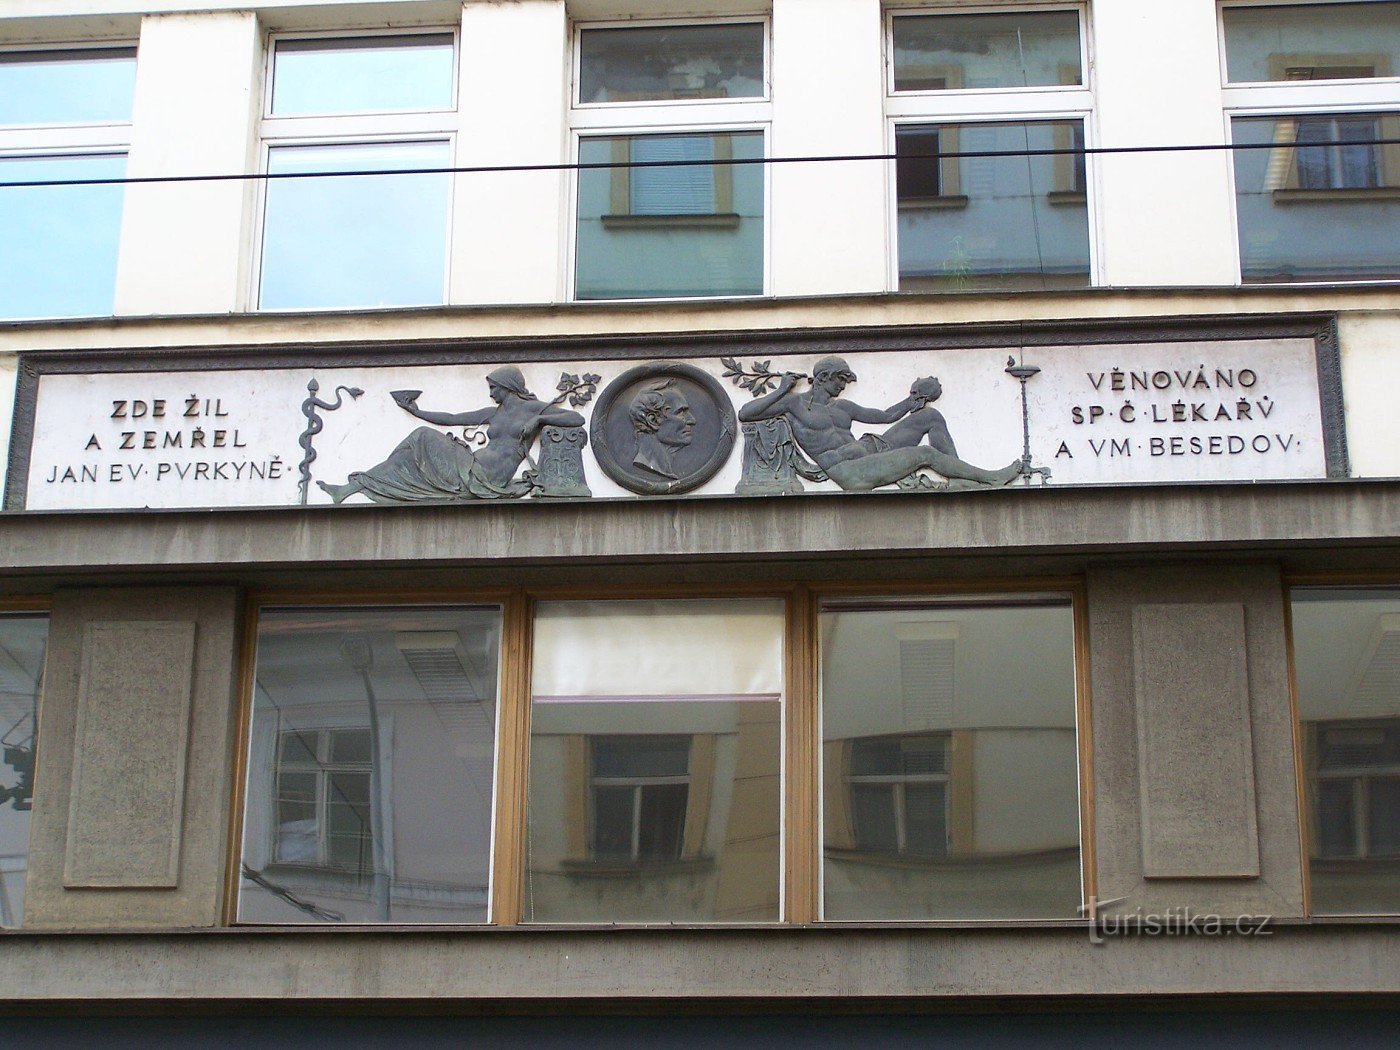 ZDE ŽIL
A ZEMŘEL
JAN EV · PVRKYNĚ ·
VĚNOVÁNO
SP · Č · LÉKAŘŮ
A VM · BESEDOV ·
Turistika.cz